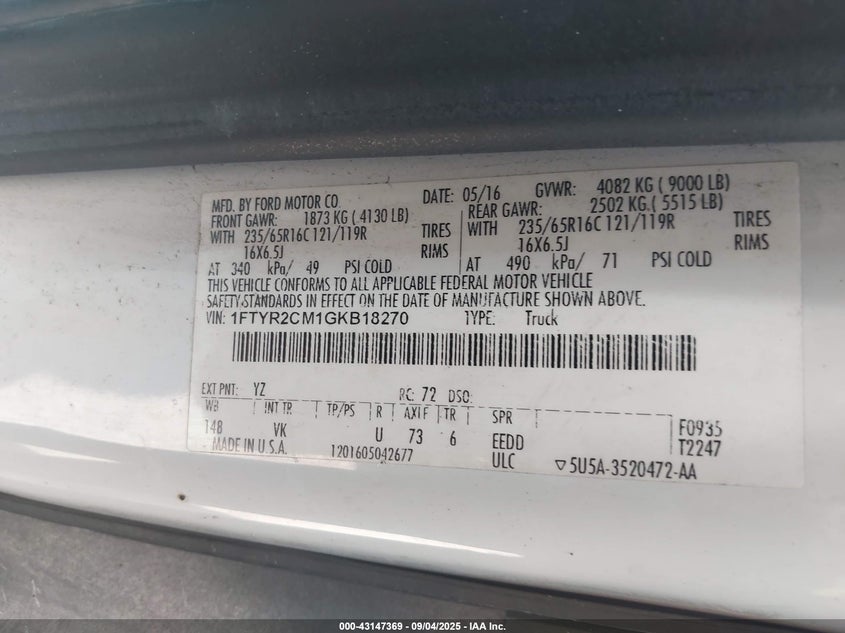 MFD. BY FORD MOTOR CO. DATE: 05/16 GVWR: 4082 KG ( 9000 LB)
FRONT GAWR: 1873 KG ( 4130 LB) REAR GAWR: 2502 KG ( 5515 LB)
WITH 235/65R16C 121/119R TIRES WITH 235/65R16C 121/119R TIRES
16X6.5J RIMS 16X6.5J RIMS
AT 340 kPa/ 49 PSI COLD AT 490 kPa/ 71 PSI COLD
THIS VEHICLE CONFORMS TO ALL APPLICABLE FEDERAL MOTOR VEHICLE
SAFETY STANDARDS IN EFFECT ON THE DATE OF MANUFACTURE SHOWN ABOVE.
VIN: 1FTYR2CM1GKB18270 TYPE: Truck
EXT PNT: YZ RC: 72 DSO:
WB INT TR TP/PS R AXLE TR SPR F0935
148 VK U 73 6 EEDD T2247
MADE IN U.S.A. 1201605042677 ULC ▽5U5A-3520472-AA
000-43147369 - 09/04/2025 - IAA Inc.